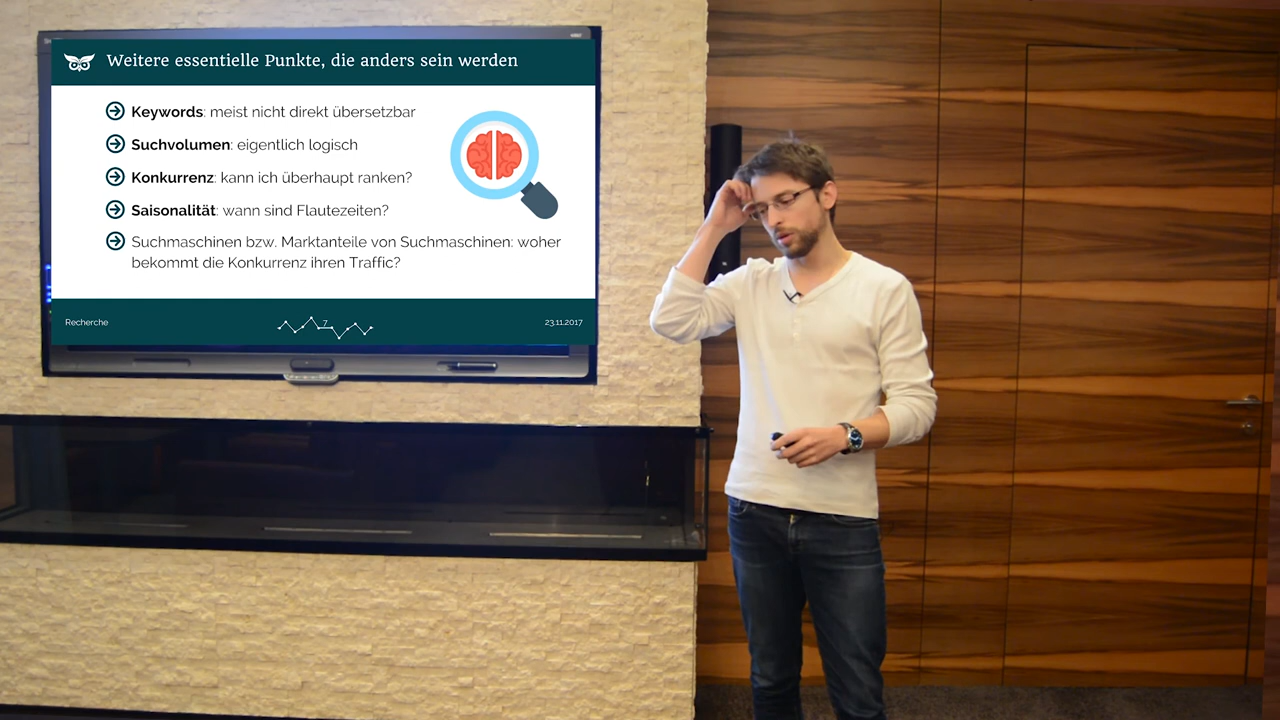 Weitere essentielle Punkte, die anders sein werden
Keywords: meist nicht direkt übersetzbar
Suchvolumen: eigentlich logisch
Konkurrenz: kann ich überhaupt ranken?
Saisonalität: wann sind Flautezeiten?
Suchmaschinen bzw. Marktanteile von Suchmaschinen: woher
bekommt die Konkurrenz ihren Traffic?
Recherche
7
23.11.2017